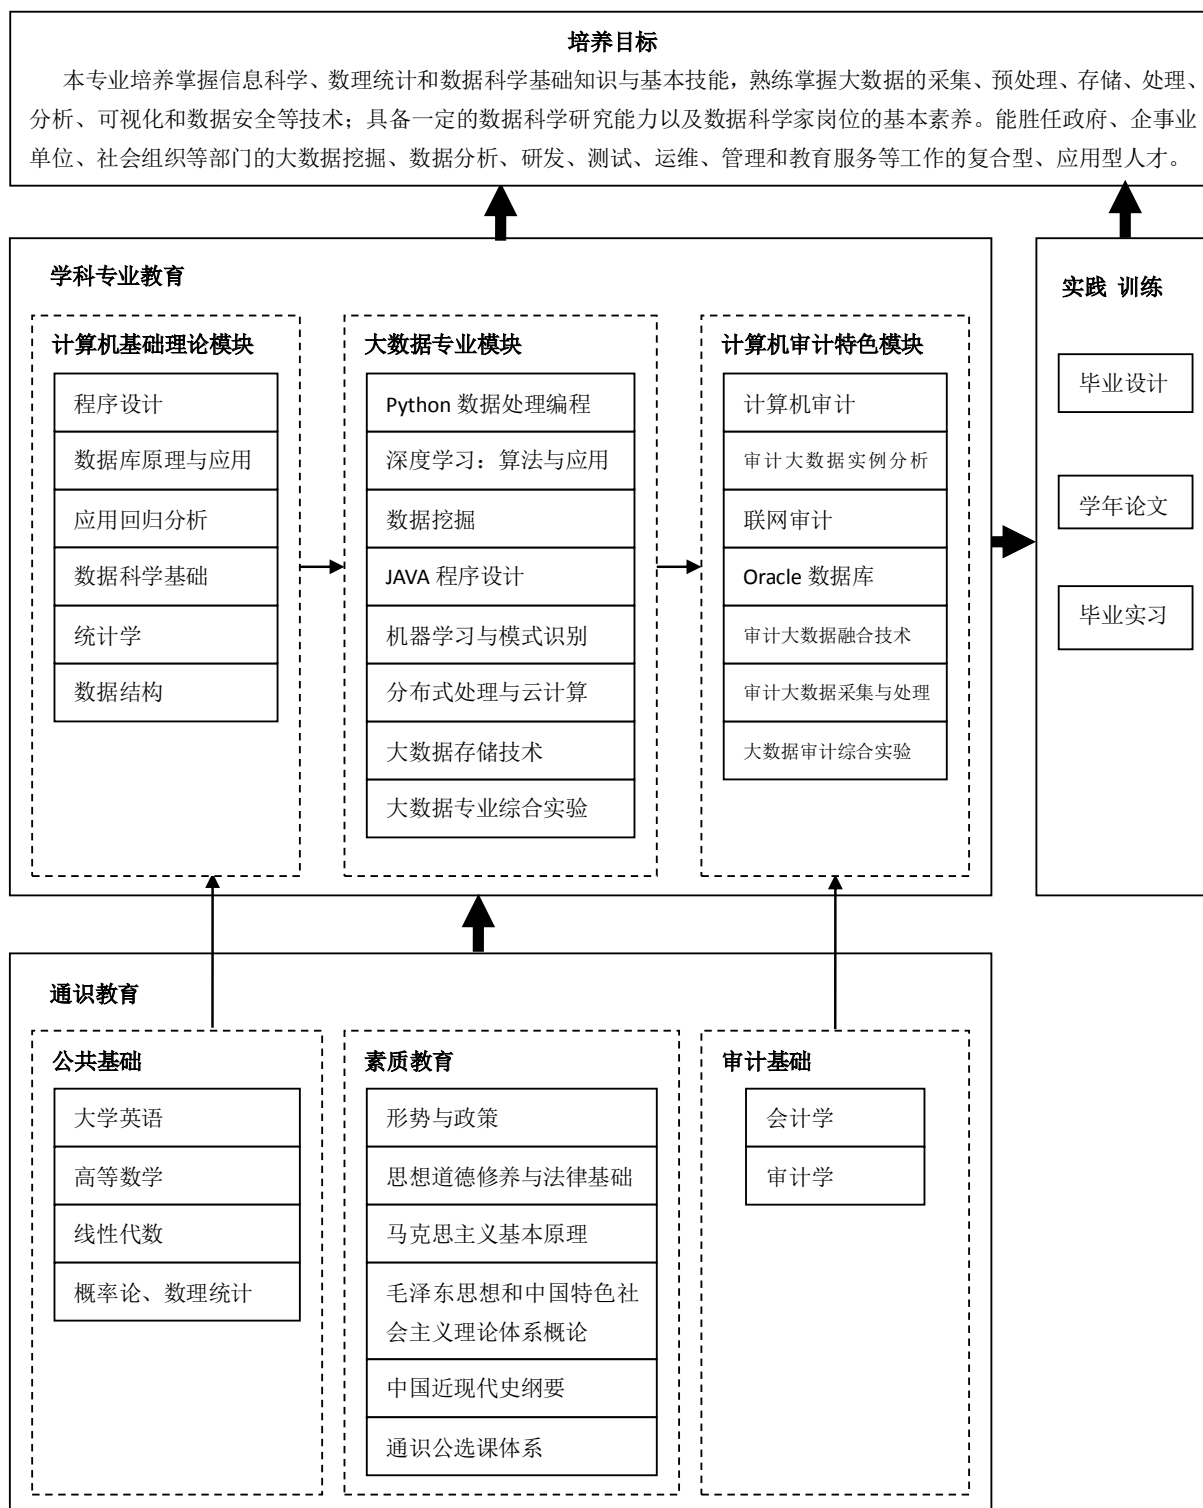 培养目标
本专业培养掌握信息科学、数理统计和数据科学基础知识与基本技能，熟练掌握大数据的采集、预处理、存储、处理、
分析、可视化和数据安全等技术；具备一定的数据科学研究能力以及数据科学家岗位的基本素养。能胜任政府、企事业
单位、社会组织等部门的大数据挖掘、数据分析、研发、测试、运维、管理和教育服务等工作的复合型、应用型人才。
学科专业教育
计算机基础理论模块
程序设计
数据库原理与应用
应用回归分析
数据科学基础
统计学
数据结构
大数据专业模块
Python 数据处理编程
深度学习：算法与应用
数据挖掘
JAVA 程序设计
机器学习与模式识别
分布式处理与云计算
大数据存储技术
大数据专业综合实验
计算机审计特色模块
计算机审计
审计大数据实例分析
联网审计
Oracle 数据库
审计大数据融合技术
审计大数据采集与处理
大数据审计综合实验
实践 训练
毕业设计
学年论文
毕业实习
通识教育
公共基础
大学英语
高等数学
线性代数
概率论、数理统计
素质教育
形势与政策
思想道德修养与法律基础
马克思主义基本原理
毛泽东思想和中国特色社
会主义理论体系概论
中国近现代史纲要
通识公选课体系
审计基础
会计学
审计学